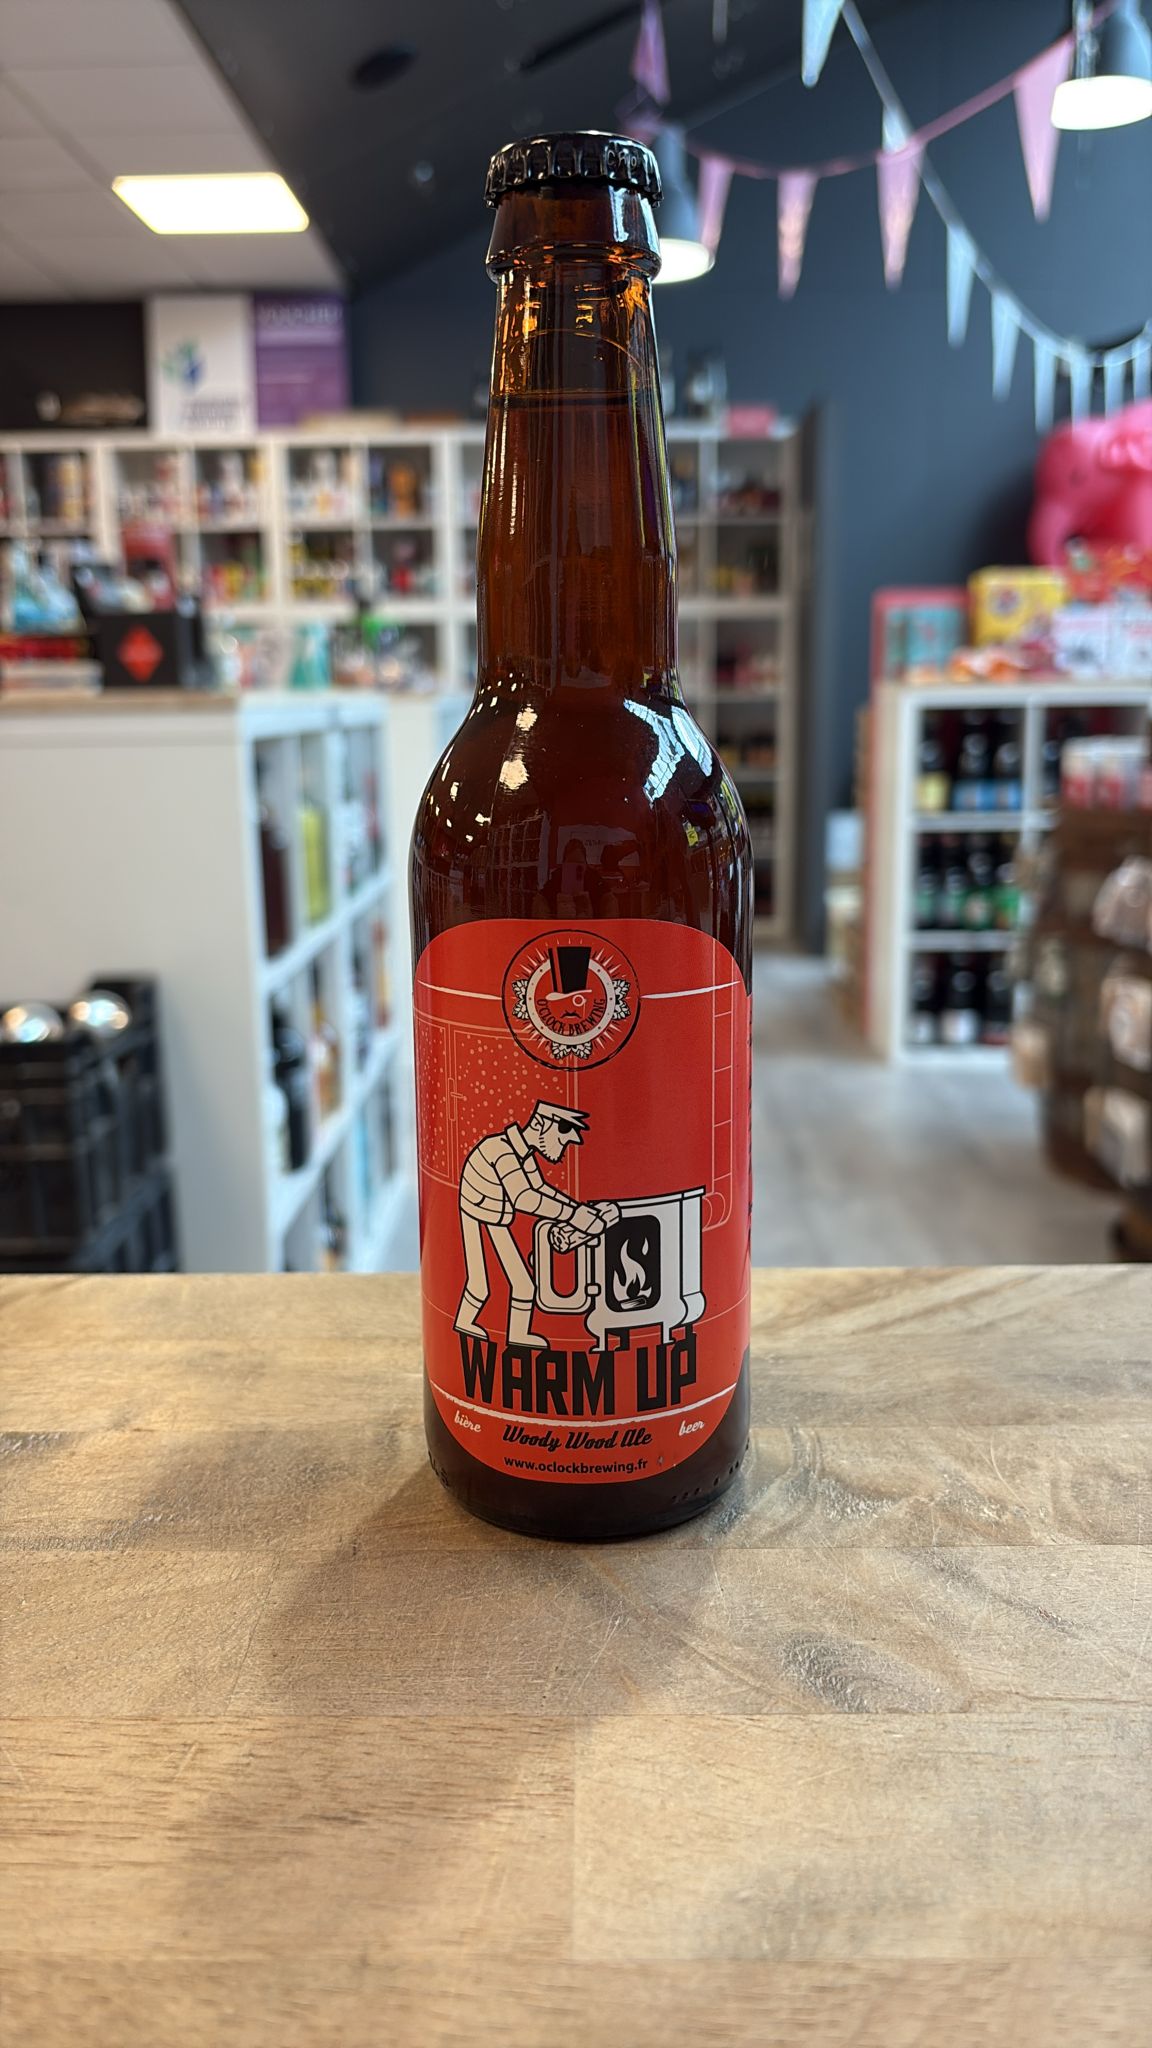 O'CLOCK BREWING
WARM UP
bière
Woody Wood Ale
beer
www.oclockbrewing.fr